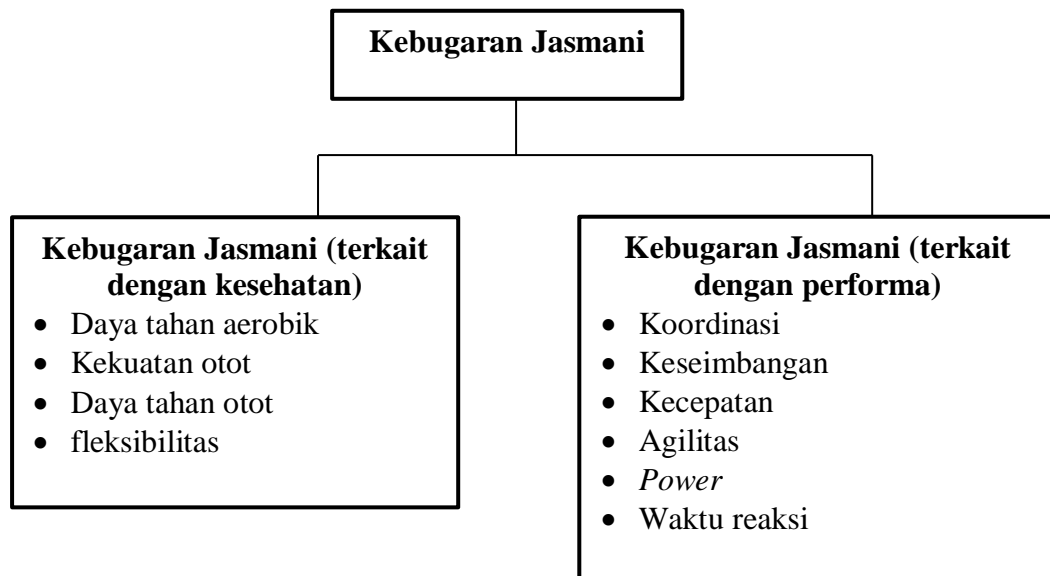 Kebugaran Jasmani
Kebugaran Jasmani (terkait
dengan kesehatan)
• Daya tahan aerobik
• Kekuatan otot
• Daya tahan otot
• fleksibilitas
Kebugaran Jasmani (terkait
dengan performa)
• Koordinasi
• Keseimbangan
• Kecepatan
• Agilitas
• Power
• Waktu reaksi